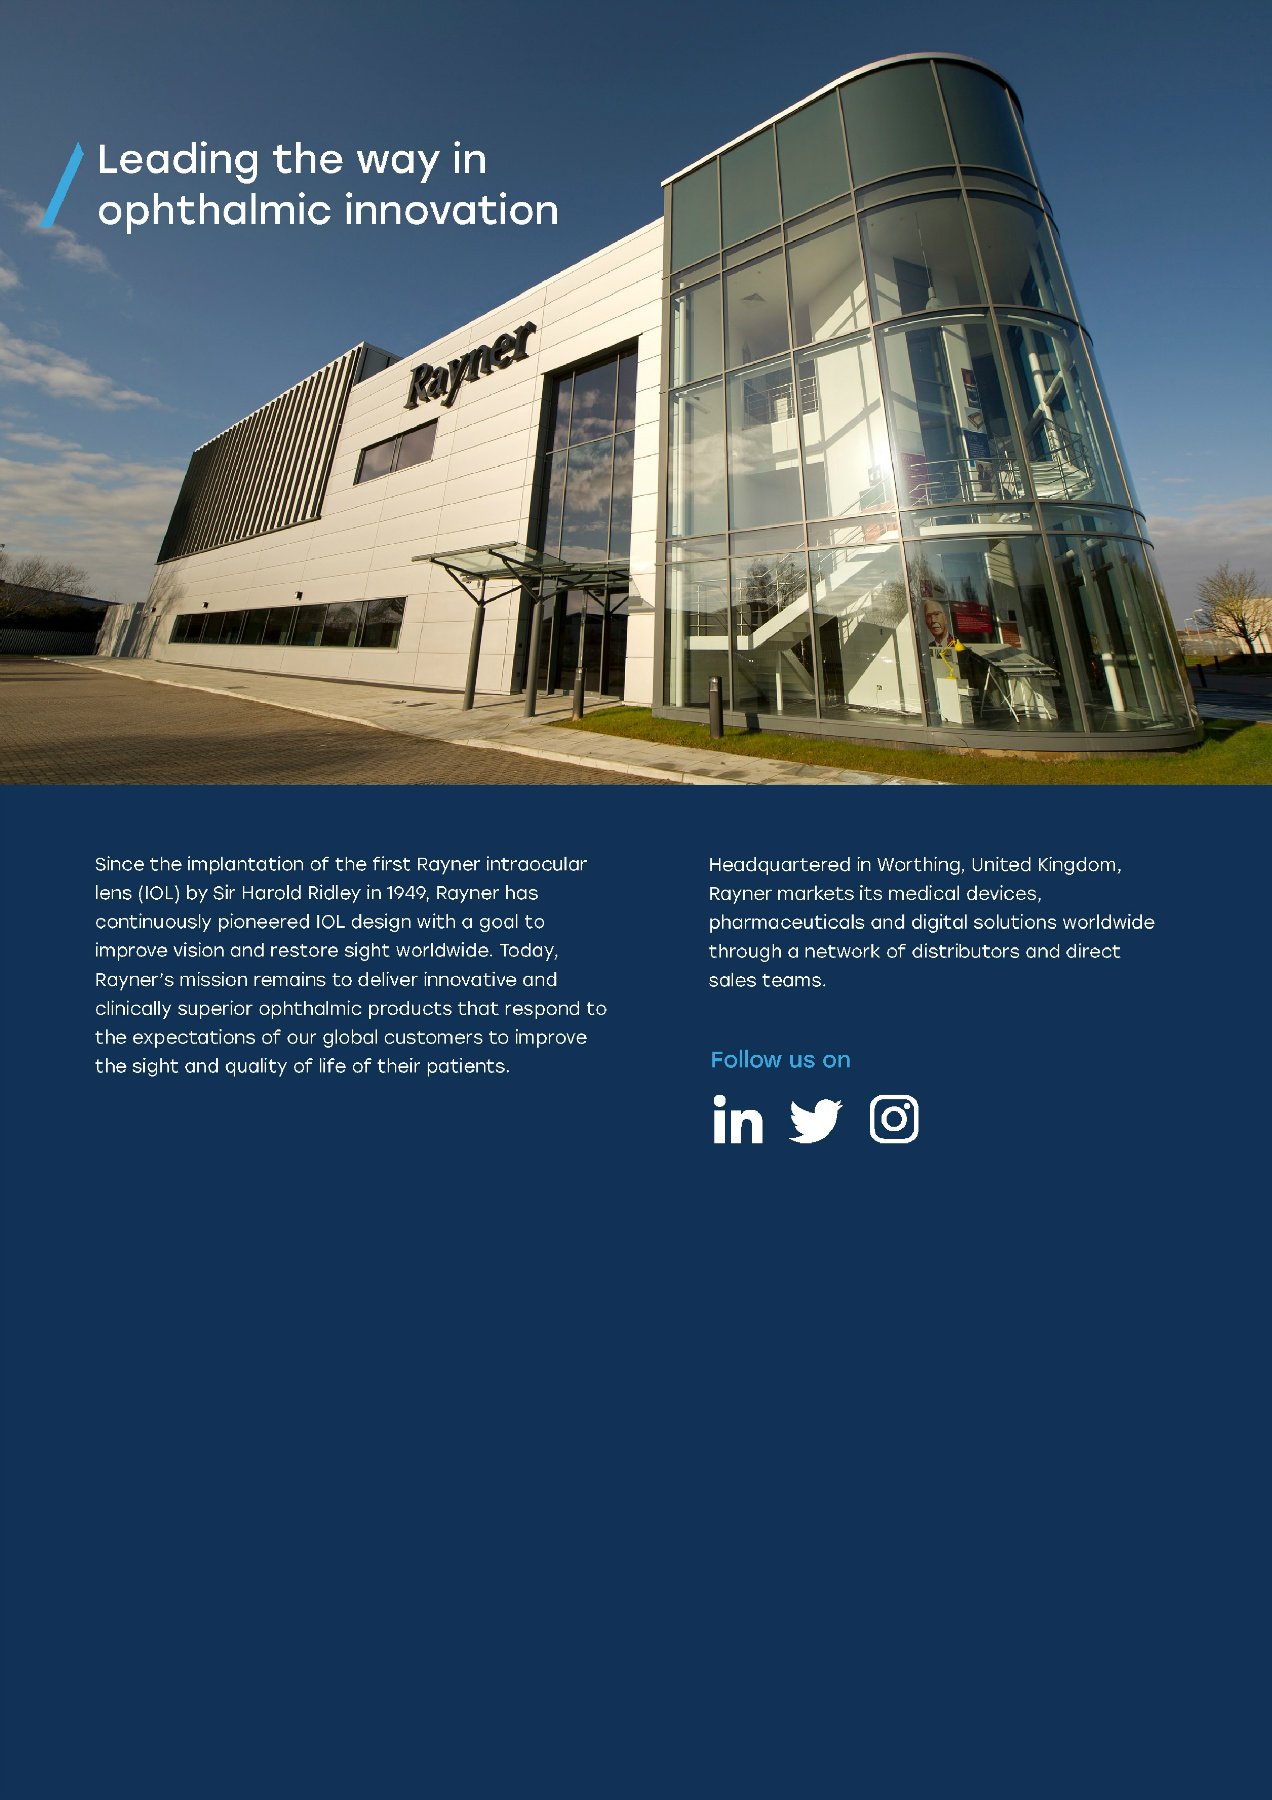 Leading the way in
ophthalmic innovation
Rayner
Since the implantation of the first Rayner intraocular
lens (IOL) by Sir Harold Ridley in 1949, Rayner has
continuously pioneered IOL design with a goal to
improve vision and restore sight worldwide. Today,
Rayner’s mission remains to deliver innovative and
clinically superior ophthalmic products that respond to
the expectations of our global customers to improve
the sight and quality of life of their patients.
Headquartered in Worthing, United Kingdom,
Rayner markets its medical devices,
pharmaceuticals and digital solutions worldwide
through a network of distributors and direct
sales teams.
Follow us on
in